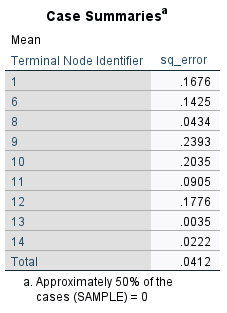 Case Summariesa
Mean
Terminal Node Identifier sq_error
1 .1676
6 .1425
8 .0434
9 .2393
10 .2035
11 .0905
12 .1776
13 .0035
14 .0222
Total .0412
a. Approximately 50% of the
cases (SAMPLE) = 0